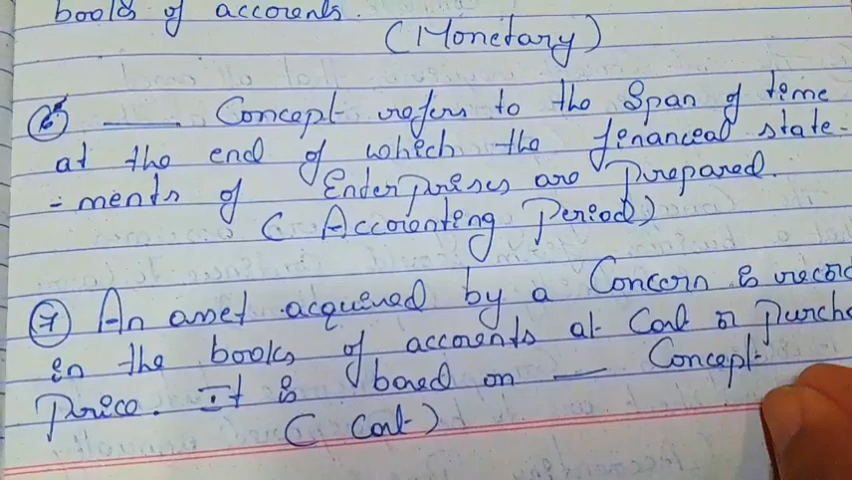 books of accounts.
(Monetary)
6) ___ Concept refers to the Span of time
at the end of which the financial state-
-ments of Enterprises are prepared.
(Accounting Period)
7) An asset acquired by a Concern is record
in the books of accounts at Cost or Purcha
Price. It is based on ___ Concept.
(Cost)